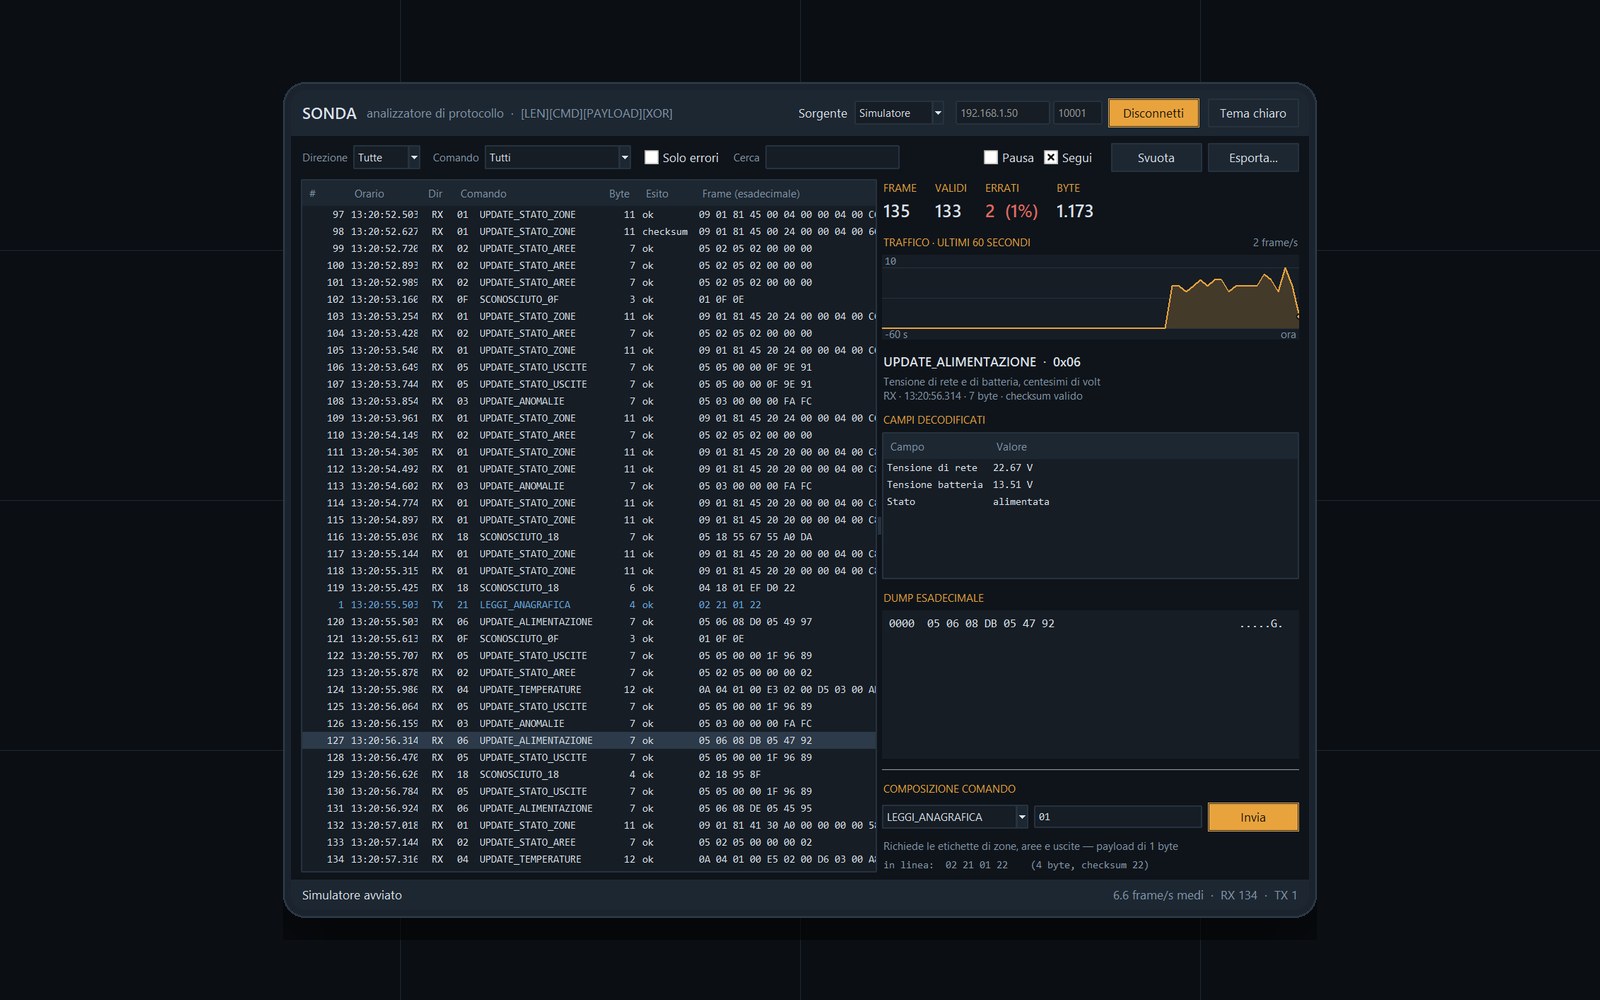 SONDA analizzatore di protocollo · [LEN][CMD][PAYLOAD][XOR] Sorgente Simulatore 192.168.1.50 10001 Disconnetti Tema chiaro
Direzione Tutte Comando Tutti Solo errori Cerca Pausa Segui Svuota Esporta...
# Orario Dir Comando Byte Esito Frame (esadecimale)
97 13:20:52.503 RX 01 UPDATE_STATO_ZONE 11 ok 09 01 81 45 00 04 00 00 04 00
98 13:20:52.627 RX 01 UPDATE_STATO_ZONE 11 checksum 09 01 81 45 00 24 00 00 04 00
99 13:20:52.720 RX 02 UPDATE_STATO_AREE 7 ok 05 02 05 02 00 00 00
100 13:20:52.893 RX 02 UPDATE_STATO_AREE 7 ok 05 02 05 02 00 00 00
101 13:20:52.989 RX 02 UPDATE_STATO_AREE 7 ok 05 02 05 02 00 00 00
102 13:20:53.160 RX 0F SCONOSCIUTO_0F 3 ok 01 0F 0E
103 13:20:53.254 RX 01 UPDATE_STATO_ZONE 11 ok 09 01 81 45 20 24 00 00 04 00
104 13:20:53.428 RX 02 UPDATE_STATO_AREE 7 ok 05 02 05 02 00 00 00
105 13:20:53.540 RX 01 UPDATE_STATO_ZONE 11 ok 09 01 81 45 20 24 00 00 04 00
106 13:20:53.649 RX 05 UPDATE_STATO_USCITE 7 ok 05 05 00 00 0F 9E 91
107 13:20:53.744 RX 05 UPDATE_STATO_USCITE 7 ok 05 05 00 00 0F 9E 91
108 13:20:53.854 RX 03 UPDATE_ANOMALIE 7 ok 05 03 00 00 00 FA FC
109 13:20:53.961 RX 01 UPDATE_STATO_ZONE 11 ok 09 01 81 45 20 24 00 00 04 00
110 13:20:54.149 RX 02 UPDATE_STATO_AREE 7 ok 05 02 05 02 00 00 00
111 13:20:54.305 RX 01 UPDATE_STATO_ZONE 11 ok 09 01 81 45 20 20 00 00 04 00
112 13:20:54.492 RX 01 UPDATE_STATO_ZONE 11 ok 09 01 81 45 20 20 00 00 04 00
113 13:20:54.602 RX 03 UPDATE_ANOMALIE 7 ok 05 03 00 00 00 FA FC
114 13:20:54.774 RX 01 UPDATE_STATO_ZONE 11 ok 09 01 81 45 20 20 00 00 04 00
115 13:20:54.897 RX 01 UPDATE_STATO_ZONE 11 ok 09 01 81 45 20 20 00 00 04 00
116 13:20:55.036 RX 18 SCONOSCIUTO_18 7 ok 05 18 55 67 55 A0 DA
117 13:20:55.144 RX 01 UPDATE_STATO_ZONE 11 ok 09 01 81 45 20 20 00 00 04 00
118 13:20:55.315 RX 01 UPDATE_STATO_ZONE 11 ok 09 01 81 45 20 20 00 00 04 00
119 13:20:55.425 RX 18 SCONOSCIUTO_18 6 ok 04 18 01 EF D0 22
1 13:20:55.503 TX 21 LEGGI_ANAGRAFICA 4 ok 02 21 01 22
120 13:20:55.503 RX 06 UPDATE_ALIMENTAZIONE 7 ok 05 06 08 D0 05 49 97
121 13:20:55.613 RX 0F SCONOSCIUTO_0F 3 ok 01 0F 0E
122 13:20:55.707 RX 05 UPDATE_STATO_USCITE 7 ok 05 05 00 00 1F 96 89
123 13:20:55.878 RX 02 UPDATE_STATO_AREE 7 ok 05 02 05 00 00 00 02
124 13:20:55.986 RX 04 UPDATE_TEMPERATURE 12 ok 0A 04 01 00 E3 02 00 D5 03 00
125 13:20:56.064 RX 05 UPDATE_STATO_USCITE 7 ok 05 05 00 00 1F 96 89
126 13:20:56.159 RX 03 UPDATE_ANOMALIE 7 ok 05 03 00 00 00 FA FC
127 13:20:56.314 RX 06 UPDATE_ALIMENTAZIONE 7 ok 05 06 08 DB 05 47 92
128 13:20:56.470 RX 05 UPDATE_STATO_USCITE 7 ok 05 05 00 00 1F 96 89
129 13:20:56.626 RX 18 SCONOSCIUTO_18 4 ok 02 18 95 8F
130 13:20:56.784 RX 05 UPDATE_STATO_USCITE 7 ok 05 05 00 00 1F 96 89
131 13:20:56.924 RX 06 UPDATE_ALIMENTAZIONE 7 ok 05 06 08 DE 05 45 95
132 13:20:57.018 RX 01 UPDATE_STATO_ZONE 11 ok 09 01 81 41 30 A0 00 00 00 00
133 13:20:57.144 RX 02 UPDATE_STATO_AREE 7 ok 05 02 05 00 00 00 02
134 13:20:57.316 RX 04 UPDATE_TEMPERATURE 12 ok 0A 04 01 00 E5 02 00 D6 03 00
FRAME VALIDI ERRATI BYTE
135 133 2 (1%) 1.173
TRAFFICO · ULTIMI 60 SECONDI 2 frame/s
10
-60 s ora
UPDATE_ALIMENTAZIONE · 0x06
Tensione di rete e di batteria, centesimi di volt
RX · 13:20:56.314 · 7 byte · checksum valido
CAMPI DECODIFICATI
Campo Valore
Tensione di rete 22.67 V
Tensione batteria 13.51 V
Stato alimentata
DUMP ESADECIMALE
0000 05 06 08 DB 05 47 92 .....G.
COMPOSIZIONE COMANDO
LEGGI_ANAGRAFICA 01 Invia
Richiede le etichette di zone, aree e uscite — payload di 1 byte
in linea: 02 21 01 22 (4 byte, checksum 22)
Simulatore avviato 6.6 frame/s medi · RX 134 · TX 1